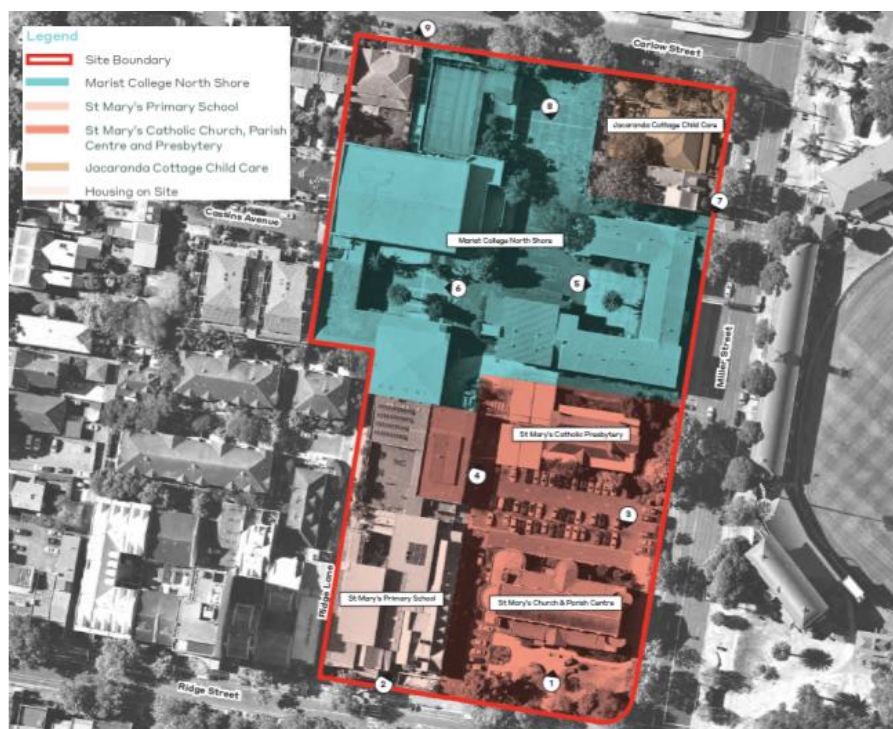 Legend
Site Boundary
Marist College North Shore
St Mary's Primary School
St Mary's Catholic Church, Parish
Centre and Presbytery
Jacaranda Cottage Child Care
Housing on Site
9
Carlow Street
8
Jacaranda Cottage Child Care
7
Cassins Avenue
Marist College North Shore
6
5
Miller Street
St Mary's Catholic Presbytery
4
3
Ridge Lane
St Mary's Primary School
St Mary's Church & Parish Centre
Ridge Street
2
1